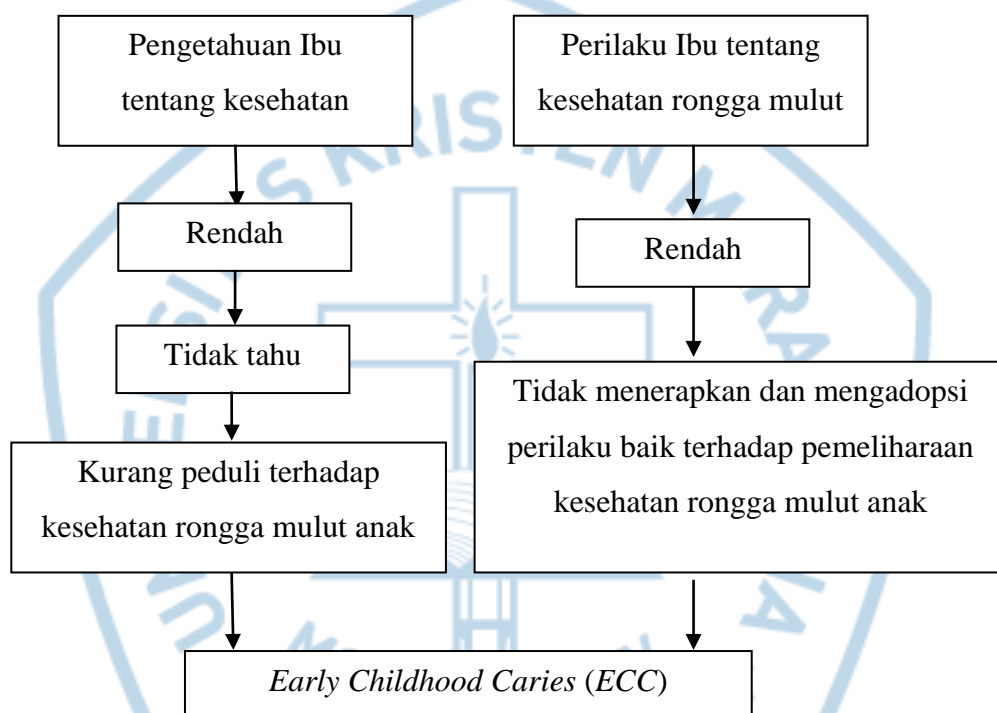 Pengetahuan Ibu
tentang kesehatan
Perilaku Ibu tentang
kesehatan rongga mulut
Rendah
Rendah
Tidak tahu
Tidak menerapkan dan mengadopsi
perilaku baik terhadap pemeliharaan
kesehatan rongga mulut anak
Kurang peduli terhadap
kesehatan rongga mulut anak
Early Childhood Caries (ECC)